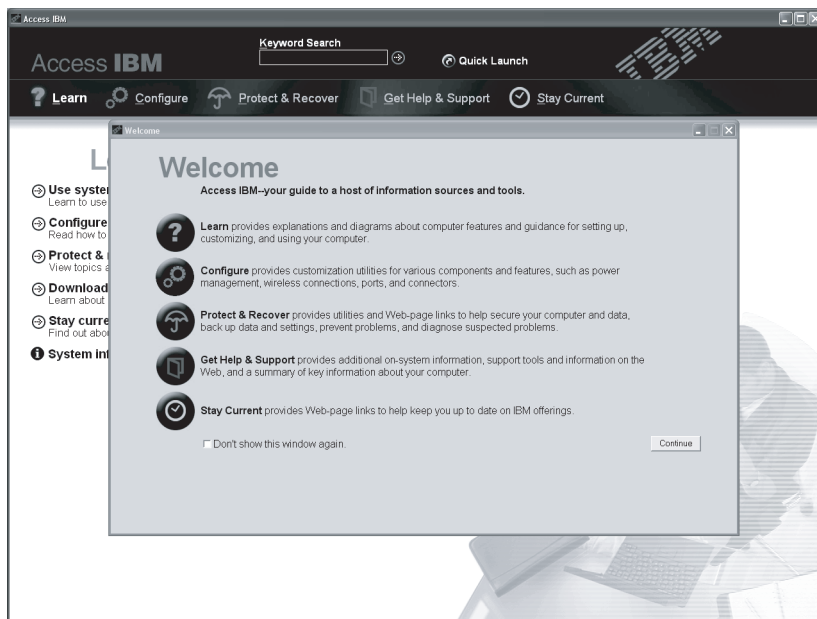 Access IBM
Keyword Search
Access IBM
Quick Launch
IBM
Learn
Configure
Protect & Recover
Get Help & Support
Stay Current
Welcome
Welcome
Access IBM--your guide to a host of information sources and tools.
Use
Learn to use
Learn provides explanations and diagrams about computer features and guidance for setting up,
customizing, and using your computer.
Configure
Read how to
Configure provides customization utilities for various components and features, such as power
management, wireless connections, ports, and connectors.
Protect &
View topics
Protect & Recover provides utilities and Web-page links to help secure your computer and data,
back up data and settings, prevent problems, and diagnose suspected problems.
Download
Learn about
Stay
Find out
System
Get Help & Support provides additional on-system information, support tools and information on the
Web, and a summary of key information about your computer.
Stay Current provides Web-page links to help keep you up to date on IBM offerings.
Don't show this window again.
Continue